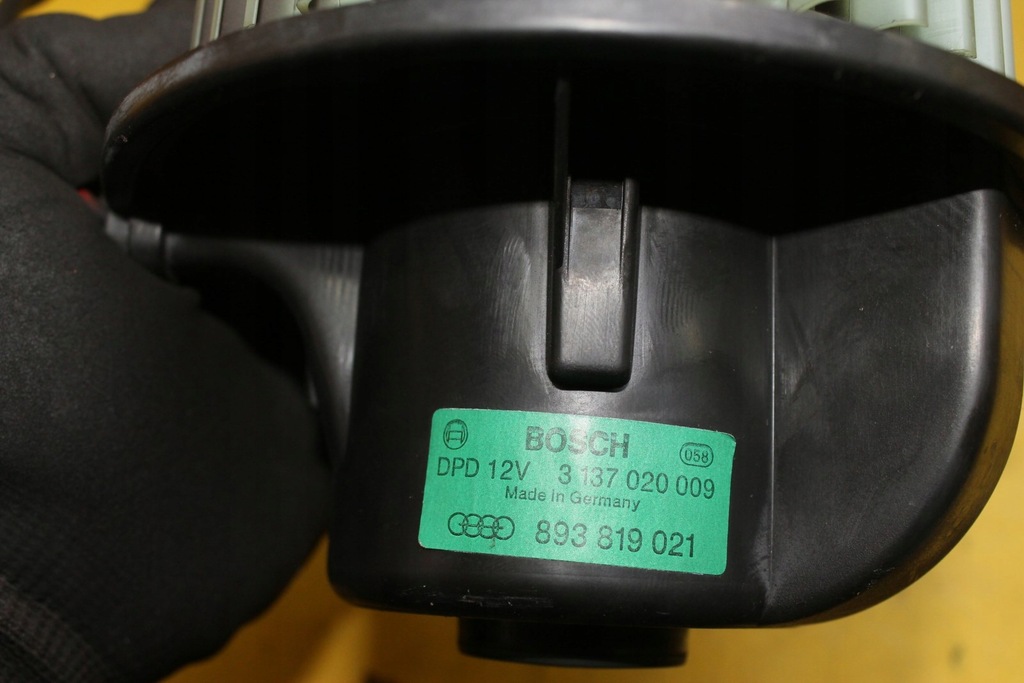 BOSCH
058
DPD 12V 3 137 020 009
Made in Germany
893 819 021